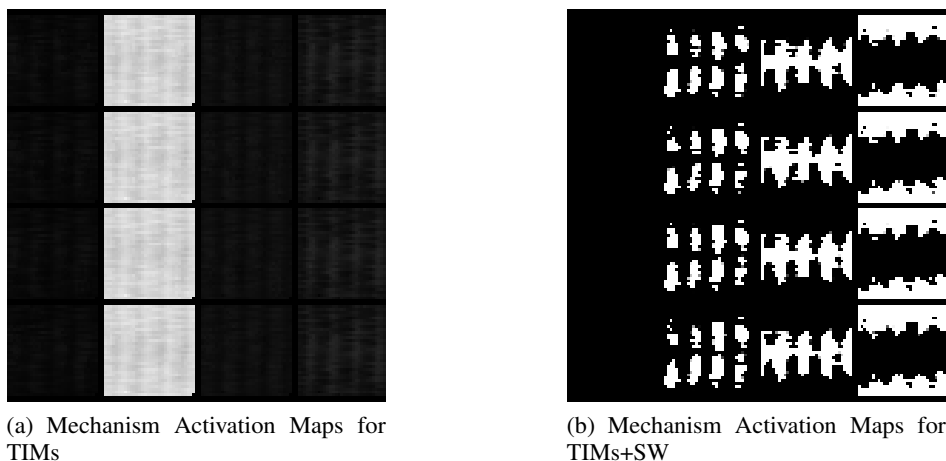 (a) Mechanism Activation Maps for
TIMs
(b) Mechanism Activation Maps for
TIMs+SW